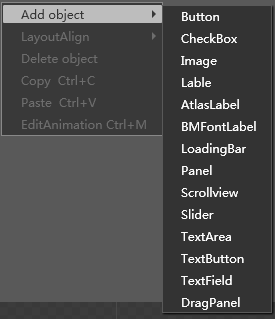 Add object
LayoutAlign
Delete object
Copy Ctrl+C
Paste Ctrl+V
EditAnimation Ctrl+M
Button
CheckBox
Image
Lable
AtlasLabel
BMFontLabel
LoadingBar
Panel
Scrollview
Slider
TextArea
TextButton
TextField
DragPanel